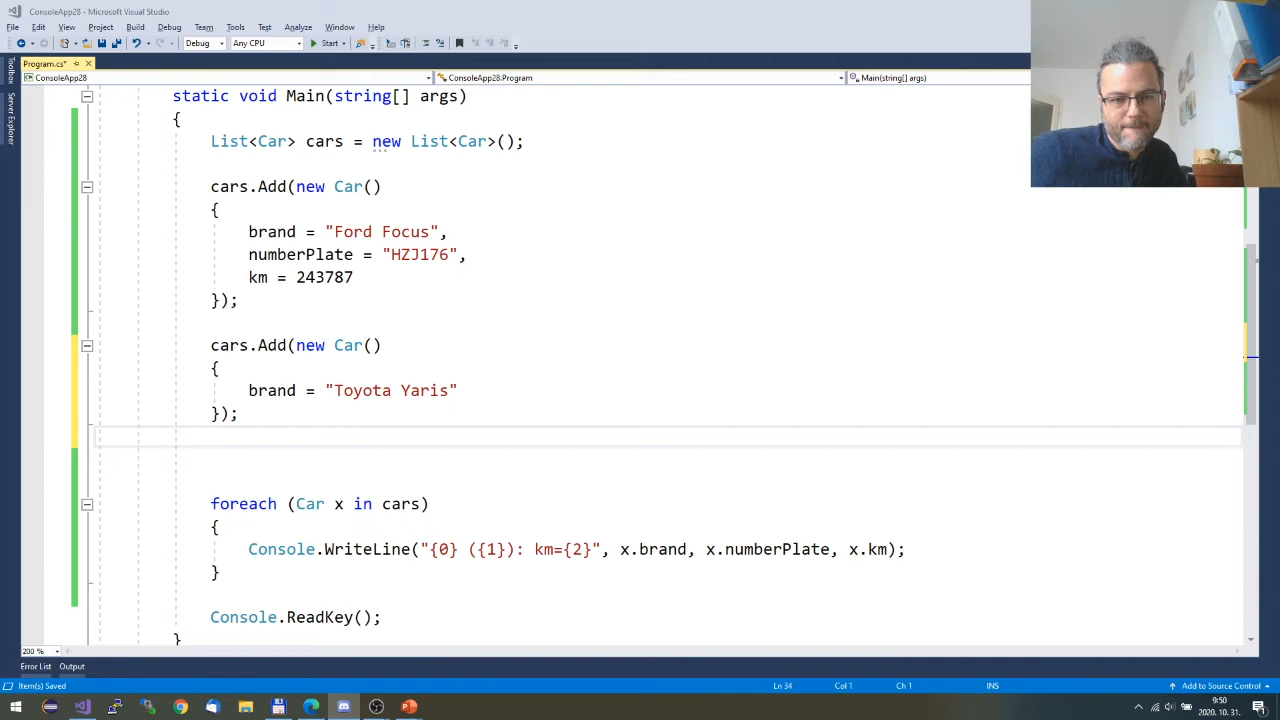 ConsoleApp28 - Microsoft Visual Studio
File Edit View Project Build Debug Team Tools Test Analyze Window Help
Debug Any CPU Start
Program.cs*
ConsoleApp28 ConsoleApp28.Program Main(string[] args)
Toolbox
Server Explorer
static void Main(string[] args)
{
List<Car> cars = new List<Car>();
cars.Add(new Car()
{
brand = "Ford Focus",
numberPlate = "HZJ176",
km = 243787
});
cars.Add(new Car()
{
brand = "Toyota Yaris"
});
foreach (Car x in cars)
{
Console.WriteLine("{0} ({1}): km={2}", x.brand, x.numberPlate, x.km);
}
Console.ReadKey();
}
200 %
Error List Output
Item(s) Saved Ln 34 Col 1 Ch 1 INS Add to Source Control
9:50
2020. 10. 31.